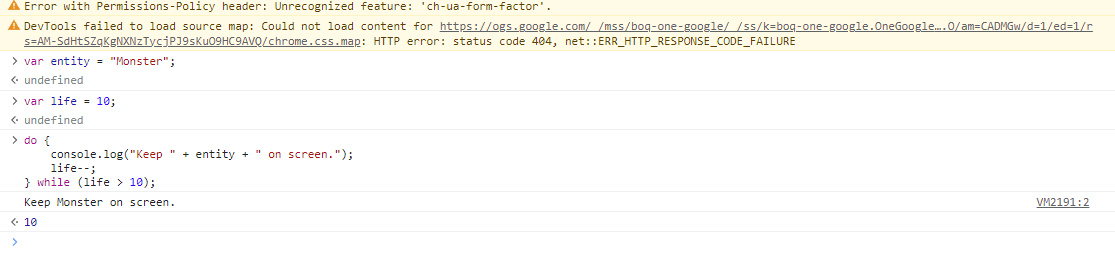 Error with Permissions-Policy header: Unrecognized feature: 'ch-ua-form-factor'.
DevTools failed to load source map: Could not load content for https://ogs.google.com/ /mss/boq-one-google/ /ss/k=boq-one-google.OneGoogle….O/am=CADMGw/d=1/ed=1/r
s=AM-SdHtSZqKgNXNzTycjPJ9sKuO9HC9AVQ/chrome.css.map: HTTP error: status code 404, net::ERR_HTTP_RESPONSE_CODE_FAILURE
> var entity = "Monster";
<· undefined
> var life = 10;
<· undefined
> do {
console.log("Keep " + entity + " on screen.");
life--;
} while (life > 10);
Keep Monster on screen. VM2191:2
<· 10
>